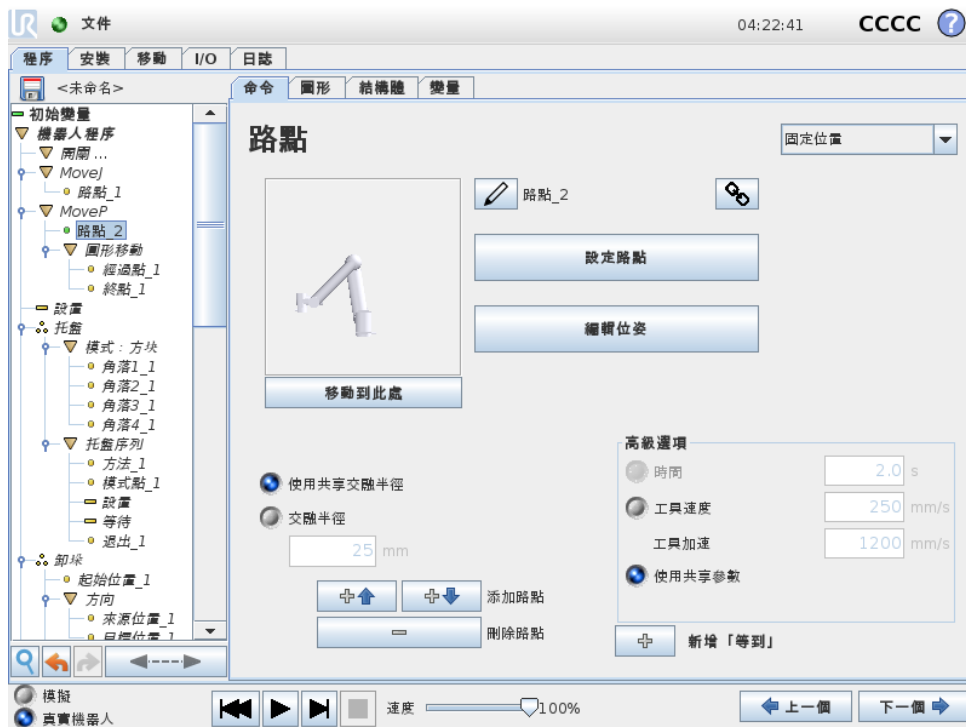 UR 文件 04:22:41 CCCC ?
程序 安裝 移動 I/O 日誌
<未命名>
命令 圖形 結構體 變量
初始變量
機器人程序
開關 ...
MoveJ
路點_1
MoveP
路點_2
圓形移動
經過點_1
終點_1
設置
托盤
模式：方块
角落1_1
角落2_1
角落3_1
角落4_1
托盤序列
方法_1
模式點_1
設置
等待
退出_1
卸垛
起始位置_1
方向
來源位置_1
目標位置_1
路點
固定位置
路點_2
設定路點
編輯位姿
移動到此處
使用共享交融半徑
交融半徑
25 mm
添加路點
刪除路點
高級選項
時間 2.0 s
工具速度 250 mm/s
工具加速 1200 mm/s
使用共享參數
新增「等到」
模擬
真實機器人
速度 100%
上一個 下一個